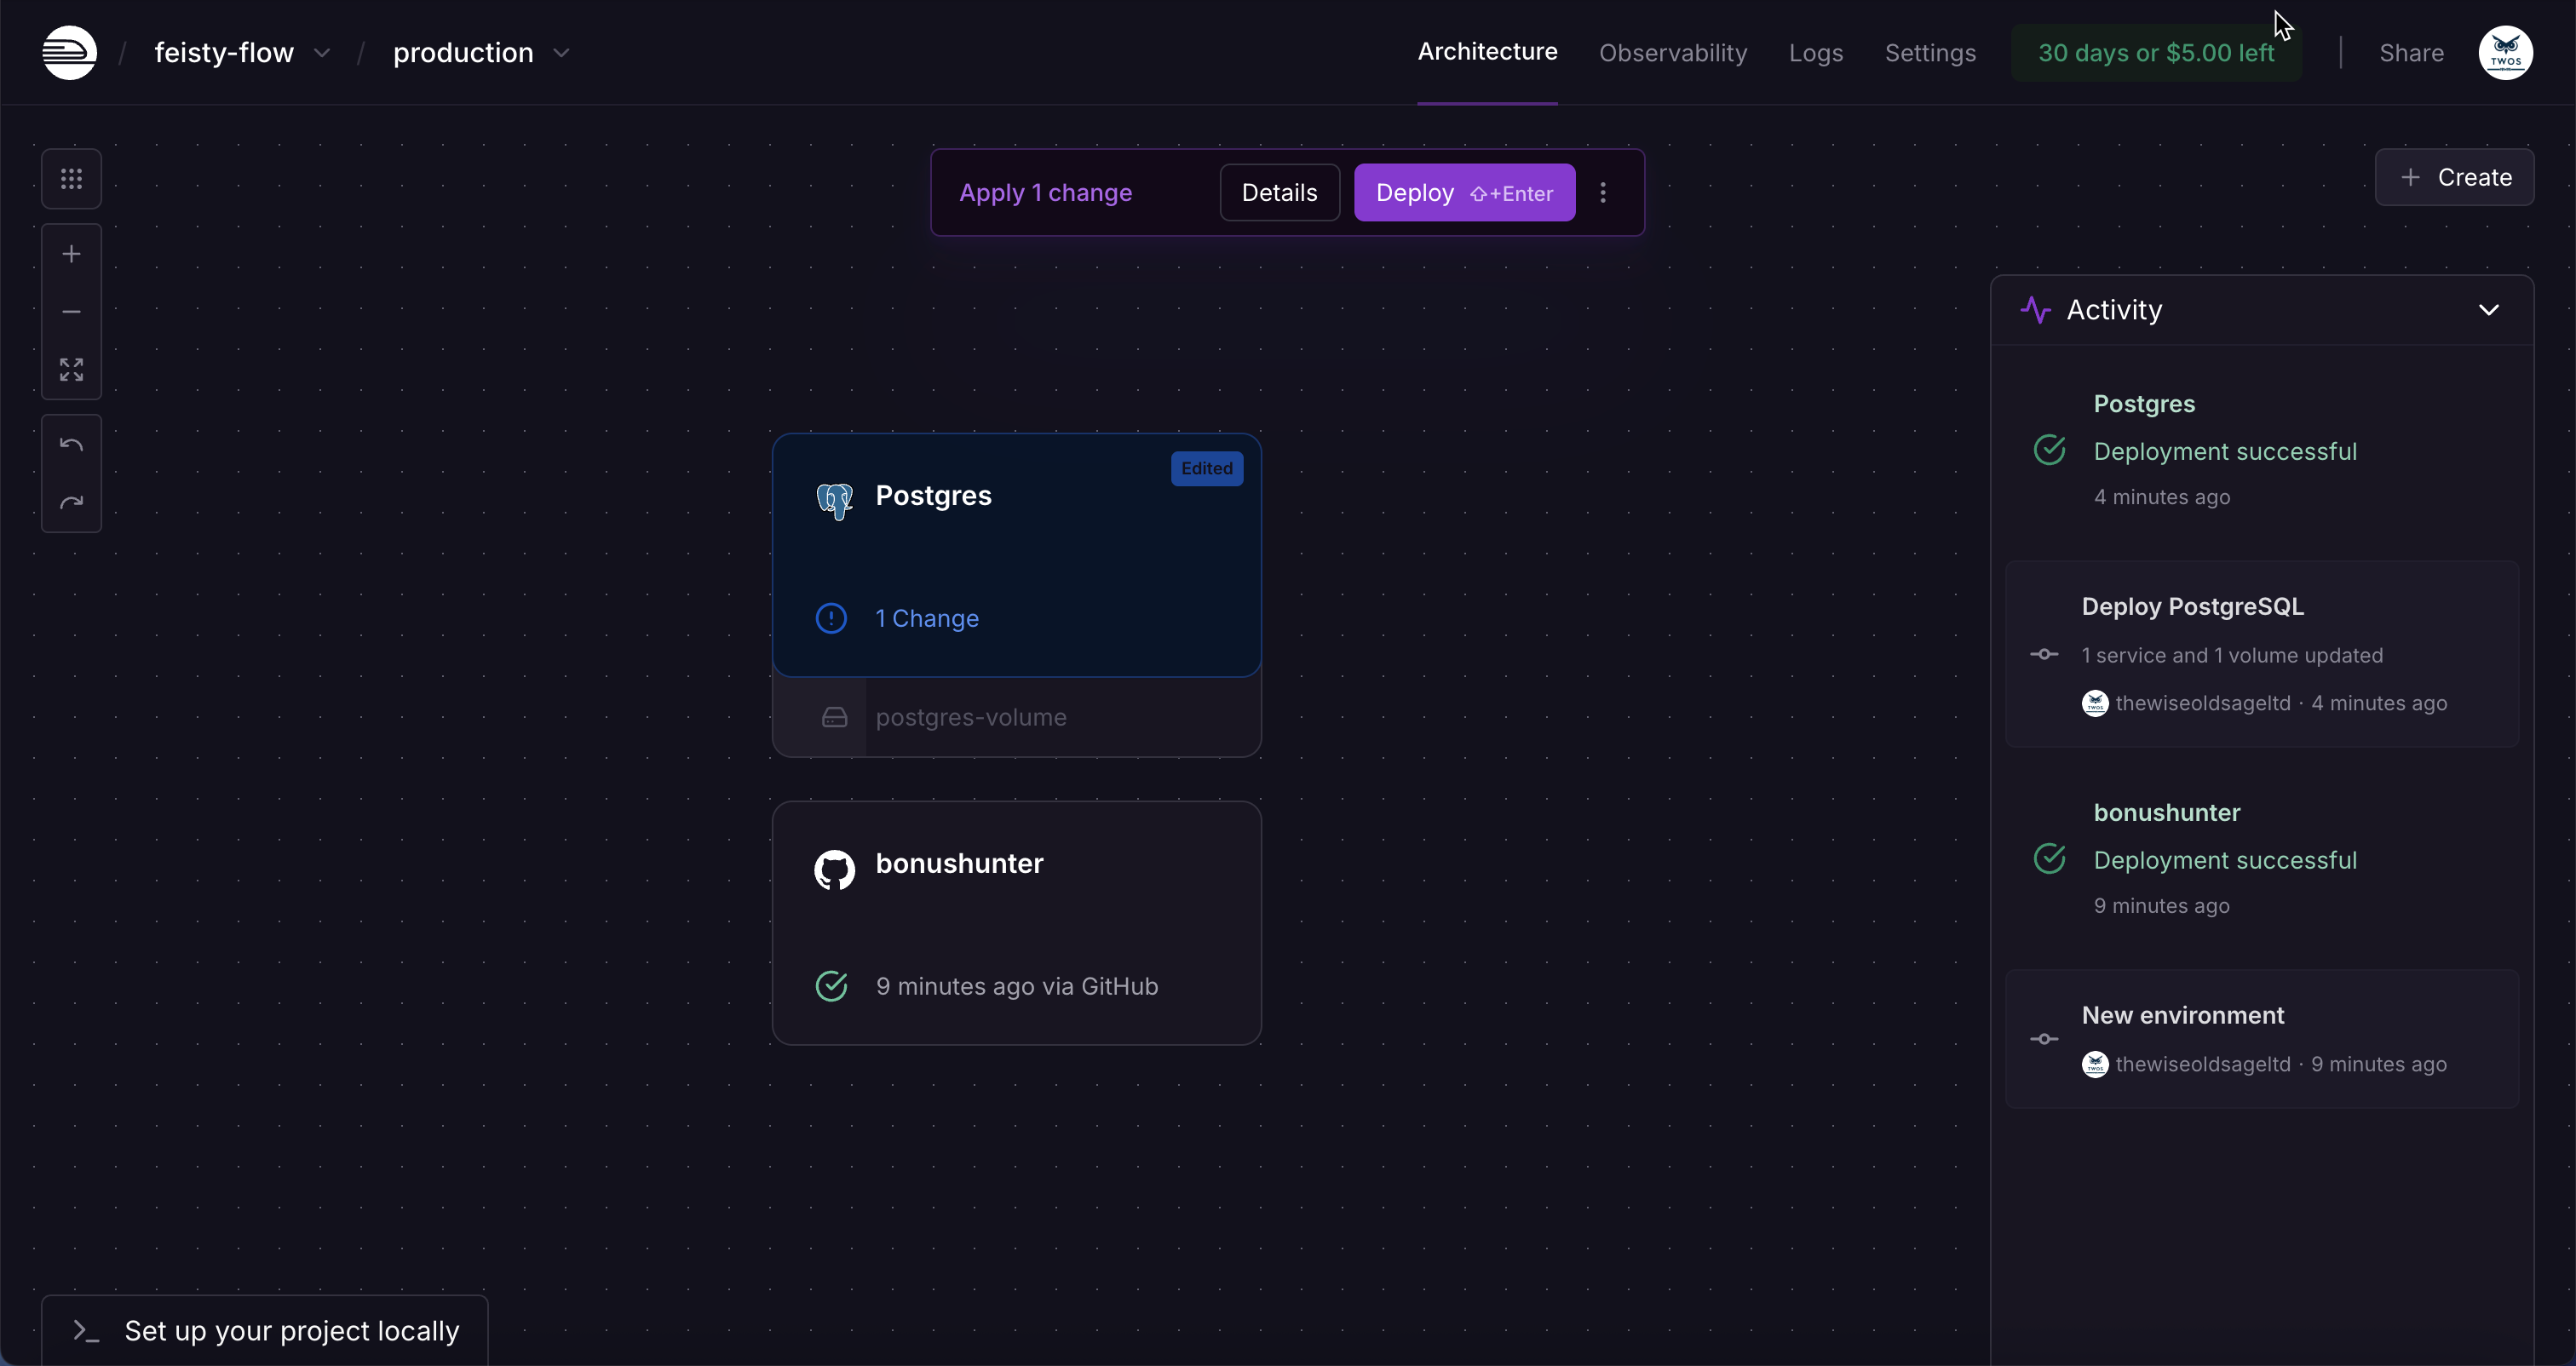 / feisty-flow / production
Architecture Observability Logs Settings 30 days or $5.00 left Share
TWOS
Apply 1 change Details Deploy ⇧+Enter
+ Create
Activity
Postgres
Deployment successful
4 minutes ago
Deploy PostgreSQL
1 service and 1 volume updated
thewiseoldsageltd · 4 minutes ago
bonushunter
Deployment successful
9 minutes ago
New environment
thewiseoldsageltd · 9 minutes ago
Edited
Postgres
1 Change
postgres-volume
bonushunter
9 minutes ago via GitHub
Set up your project locally